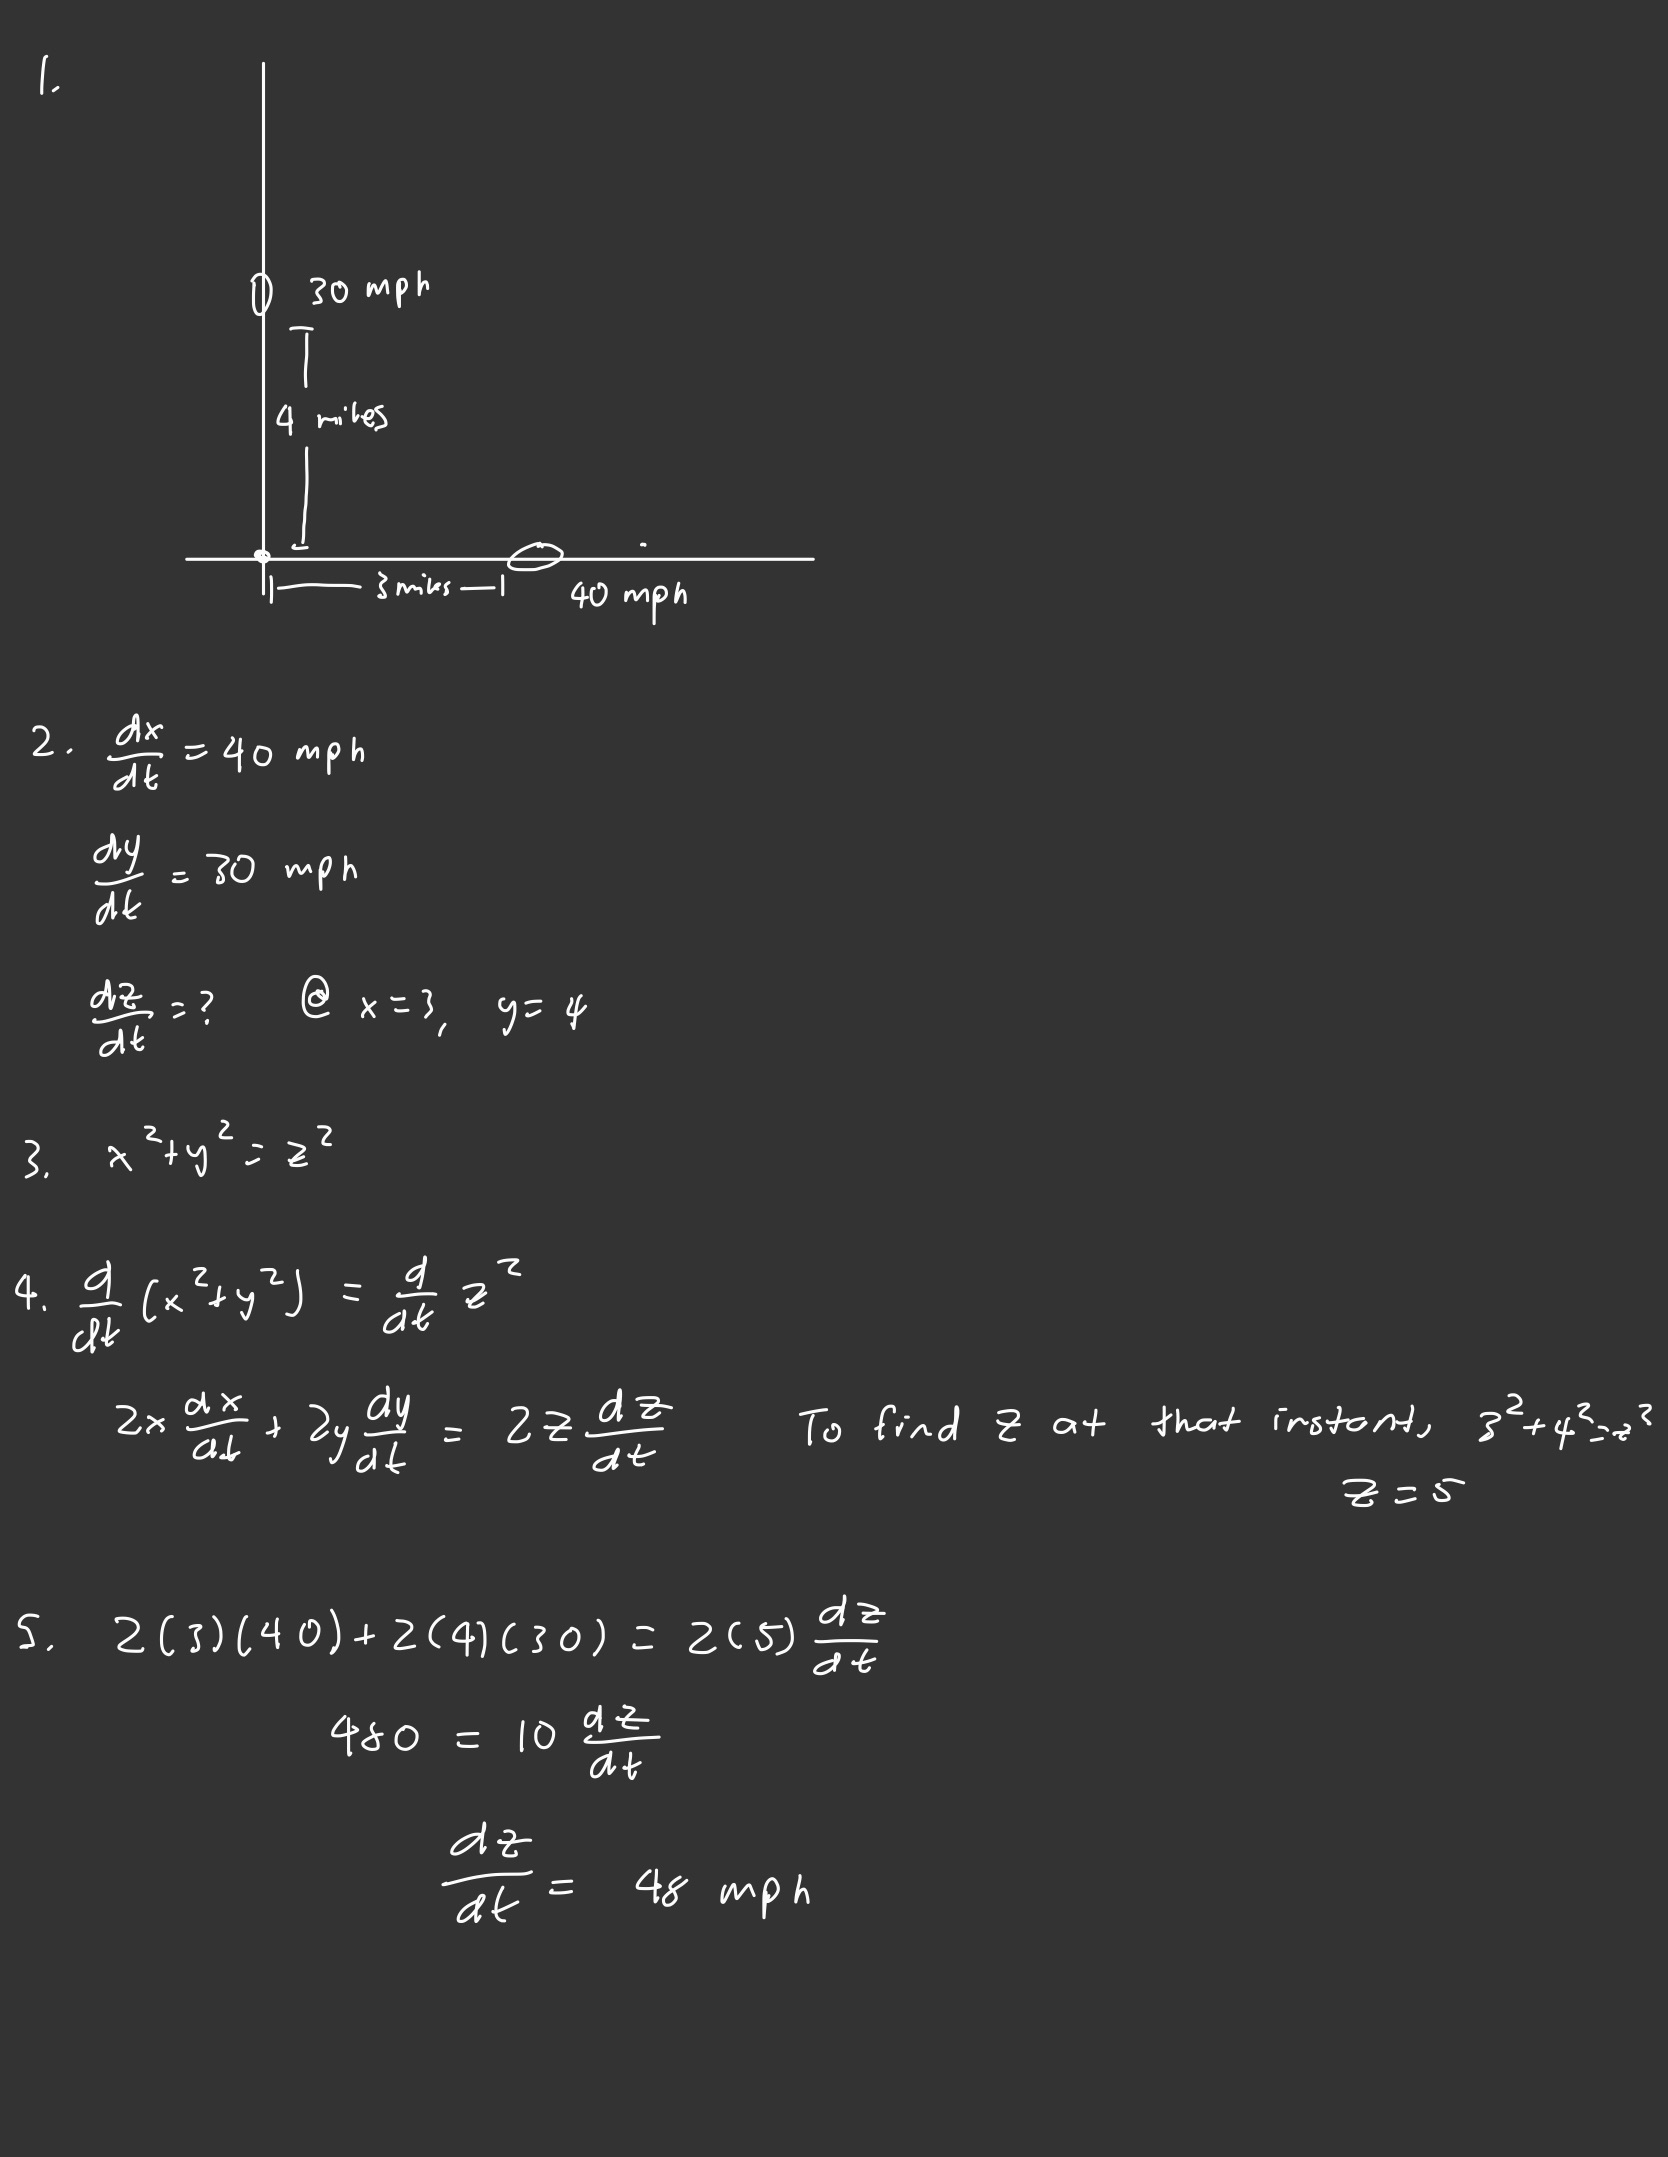 1.
30 mph
4 miles
3 miles
40 mph
2. dx/dt = 40 mph
dy/dt = 30 mph
dz/dt = ? @ x = 3, y = 4
3. x² + y² = z²
4. d/dt (x² + y²) = d/dt z²
2x dx/dt + 2y dy/dt = 2z dz/dt To find z at that instant, 3² + 4² = z²
z = 5
5. 2(3)(40) + 2(4)(30) = 2(5) dz/dt
480 = 10 dz/dt
dz/dt = 48 mph